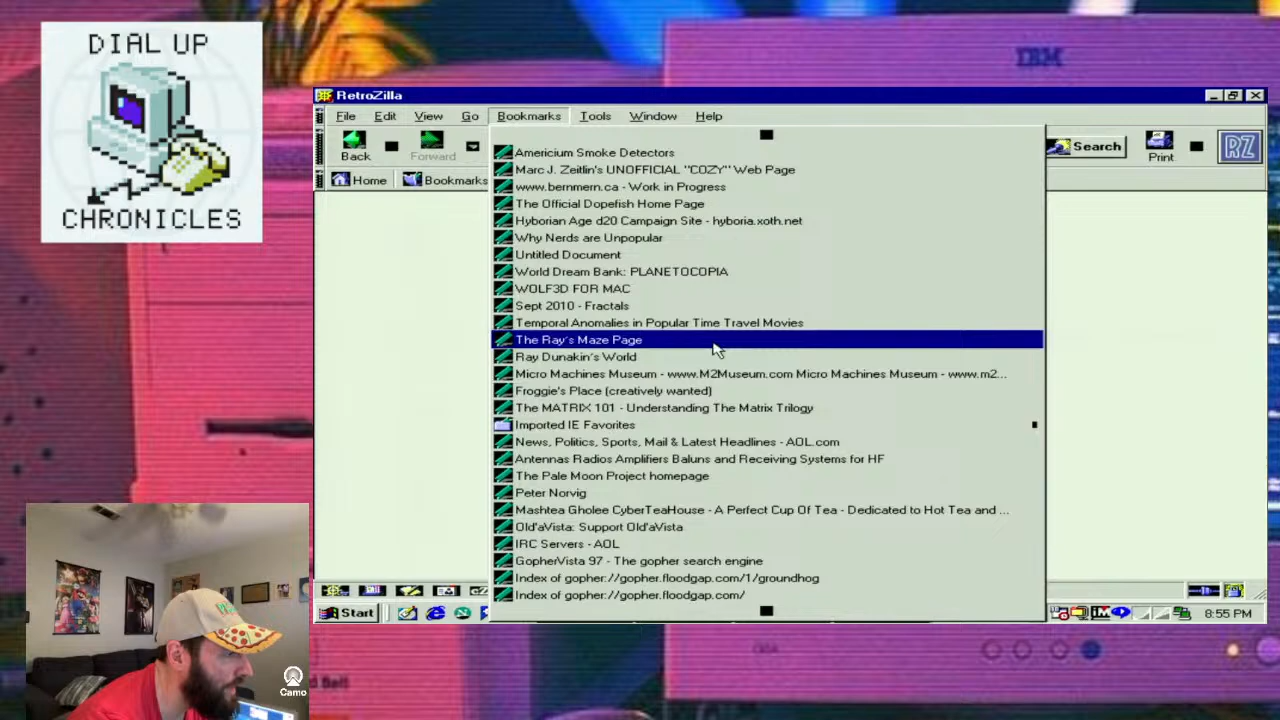 DIAL UP
CHRONICLES
IBM
RetroZilla
File Edit View Go Bookmarks Tools Window Help
Back Forward Search Print RZ
Home Bookmarks
Americium Smoke Detectors
Marc J. Zeitlin's UNOFFICIAL "COZY" Web Page
www.bernmern.ca - Work in Progress
The Official Dopefish Home Page
Hyborian Age d20 Campaign Site - hyboria.xoth.net
Why Nerds are Unpopular
Untitled Document
World Dream Bank: PLANETOCOPIA
WOLF3D FOR MAC
Sept 2010 - Fractals
Temporal Anomalies in Popular Time Travel Movies
The Ray's Maze Page
Ray Dunakin's World
Micro Machines Museum - www.M2Museum.com Micro Machines Museum - www.m2...
Froggie's Place (creatively wanted)
The MATRIX 101 - Understanding The Matrix Trilogy
Imported IE Favorites
News, Politics, Sports, Mail & Latest Headlines - AOL.com
Antennas Radios Amplifiers Baluns and Receiving Systems for HF
The Pale Moon Project homepage
Peter Norvig
Mashtea Gholee CyberTeaHouse - A Perfect Cup Of Tea - Dedicated to Hot Tea and ...
Old'aVista: Support Old'aVista
IRC Servers - AOL
GopherVista 97 - The gopher search engine
Index of gopher://gopher.floodgap.com/1/groundhog
Index of gopher://gopher.floodgap.com/
Start 8:55 PM
Camo